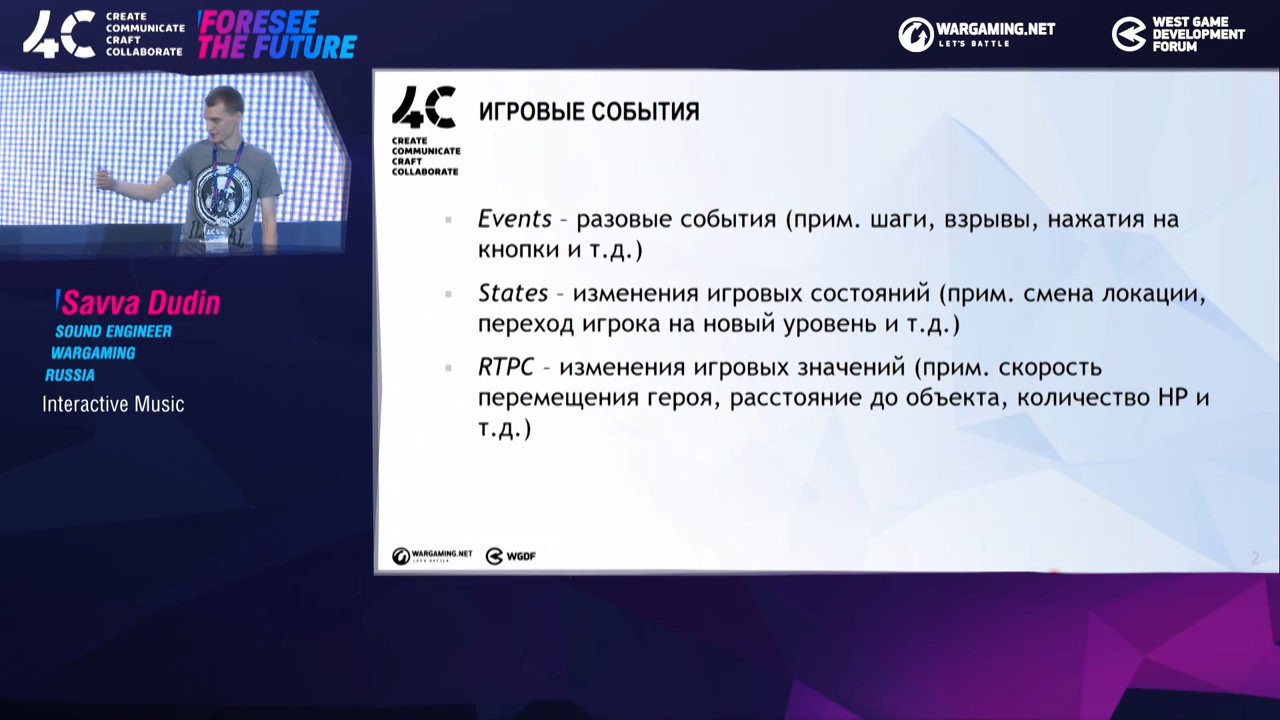 4C
CREATE
COMMUNICATE
CRAFT
COLLABORATE
FORESEE
THE FUTURE
WARGAMING.NET
LET'S BATTLE
WEST GAME
DEVELOPMENT
FORUM
4C
CREATE
COMMUNICATE
CRAFT
COLLABORATE
ИГРОВЫЕ СОБЫТИЯ
Events – разовые события (прим. шаги, взрывы, нажатия на
кнопки и т.д.)
States – изменения игровых состояний (прим. смена локации,
переход игрока на новый уровень и т.д.)
RTPC – изменения игровых значений (прим. скорость
перемещения героя, расстояние до объекта, количество HP и
т.д.)
WARGAMING.NET
LET'S BATTLE
WGDF
2
Savva Dudin
SOUND ENGINEER
WARGAMING
RUSSIA
Interactive Music